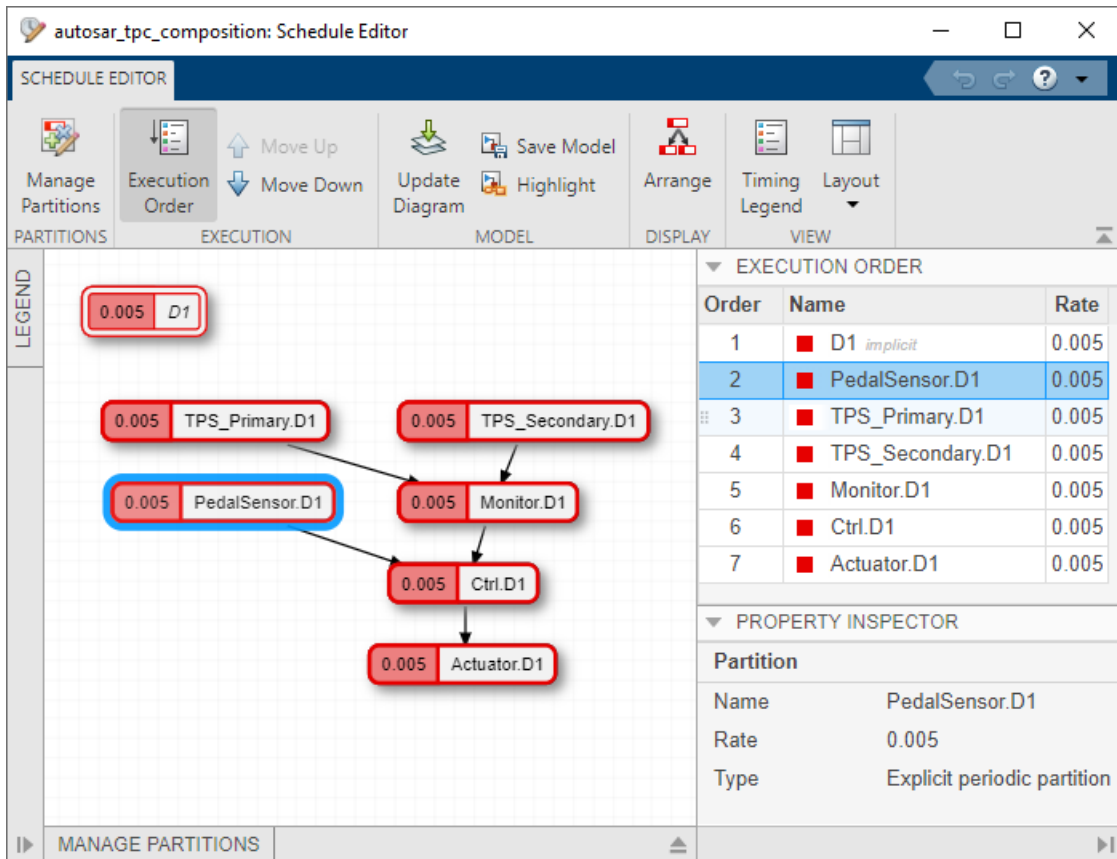 autosar_tpc_composition: Schedule Editor
SCHEDULE EDITOR
?
Manage Partitions
Execution Order
Move Up
Move Down
Update Diagram
Save Model
Highlight
Arrange
Timing Legend
Layout
PARTITIONS
EXECUTION
MODEL
DISPLAY
VIEW
LEGEND
0.005 D1
0.005 TPS_Primary.D1
0.005 TPS_Secondary.D1
0.005 PedalSensor.D1
0.005 Monitor.D1
0.005 Ctrl.D1
0.005 Actuator.D1
EXECUTION ORDER
Order Name Rate
1 D1 implicit 0.005
2 PedalSensor.D1 0.005
3 TPS_Primary.D1 0.005
4 TPS_Secondary.D1 0.005
5 Monitor.D1 0.005
6 Ctrl.D1 0.005
7 Actuator.D1 0.005
PROPERTY INSPECTOR
Partition
Name PedalSensor.D1
Rate 0.005
Type Explicit periodic partition
MANAGE PARTITIONS